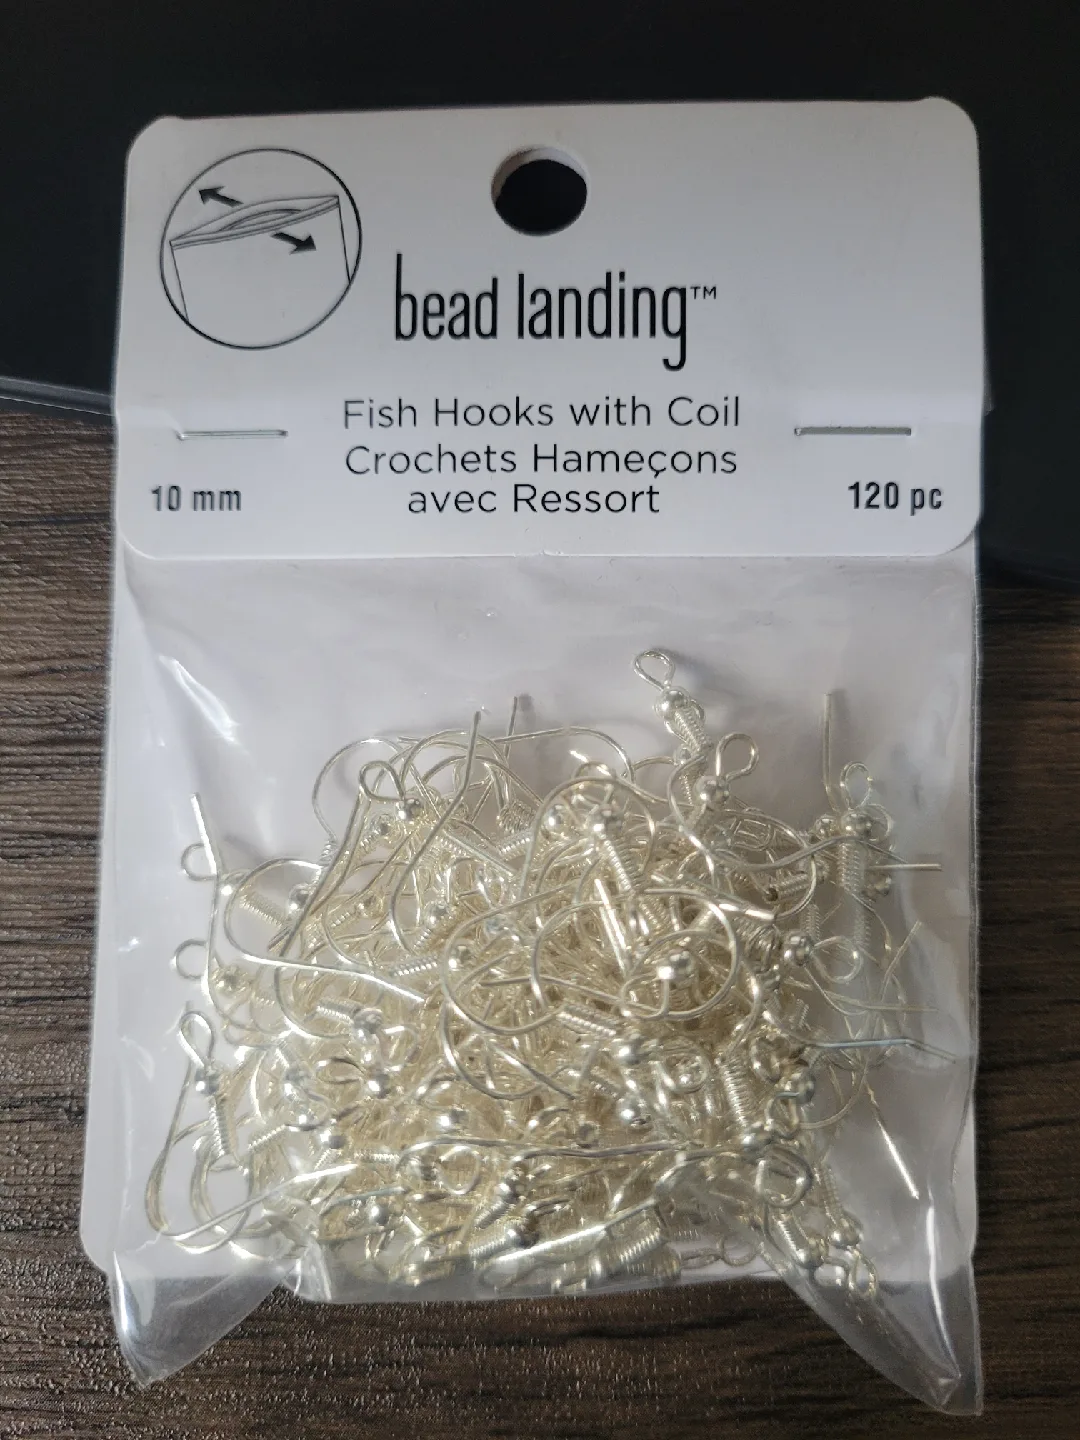 bead landing™
Fish Hooks with Coil
Crochets Hameçons
avec Ressort
10 mm
120 pc